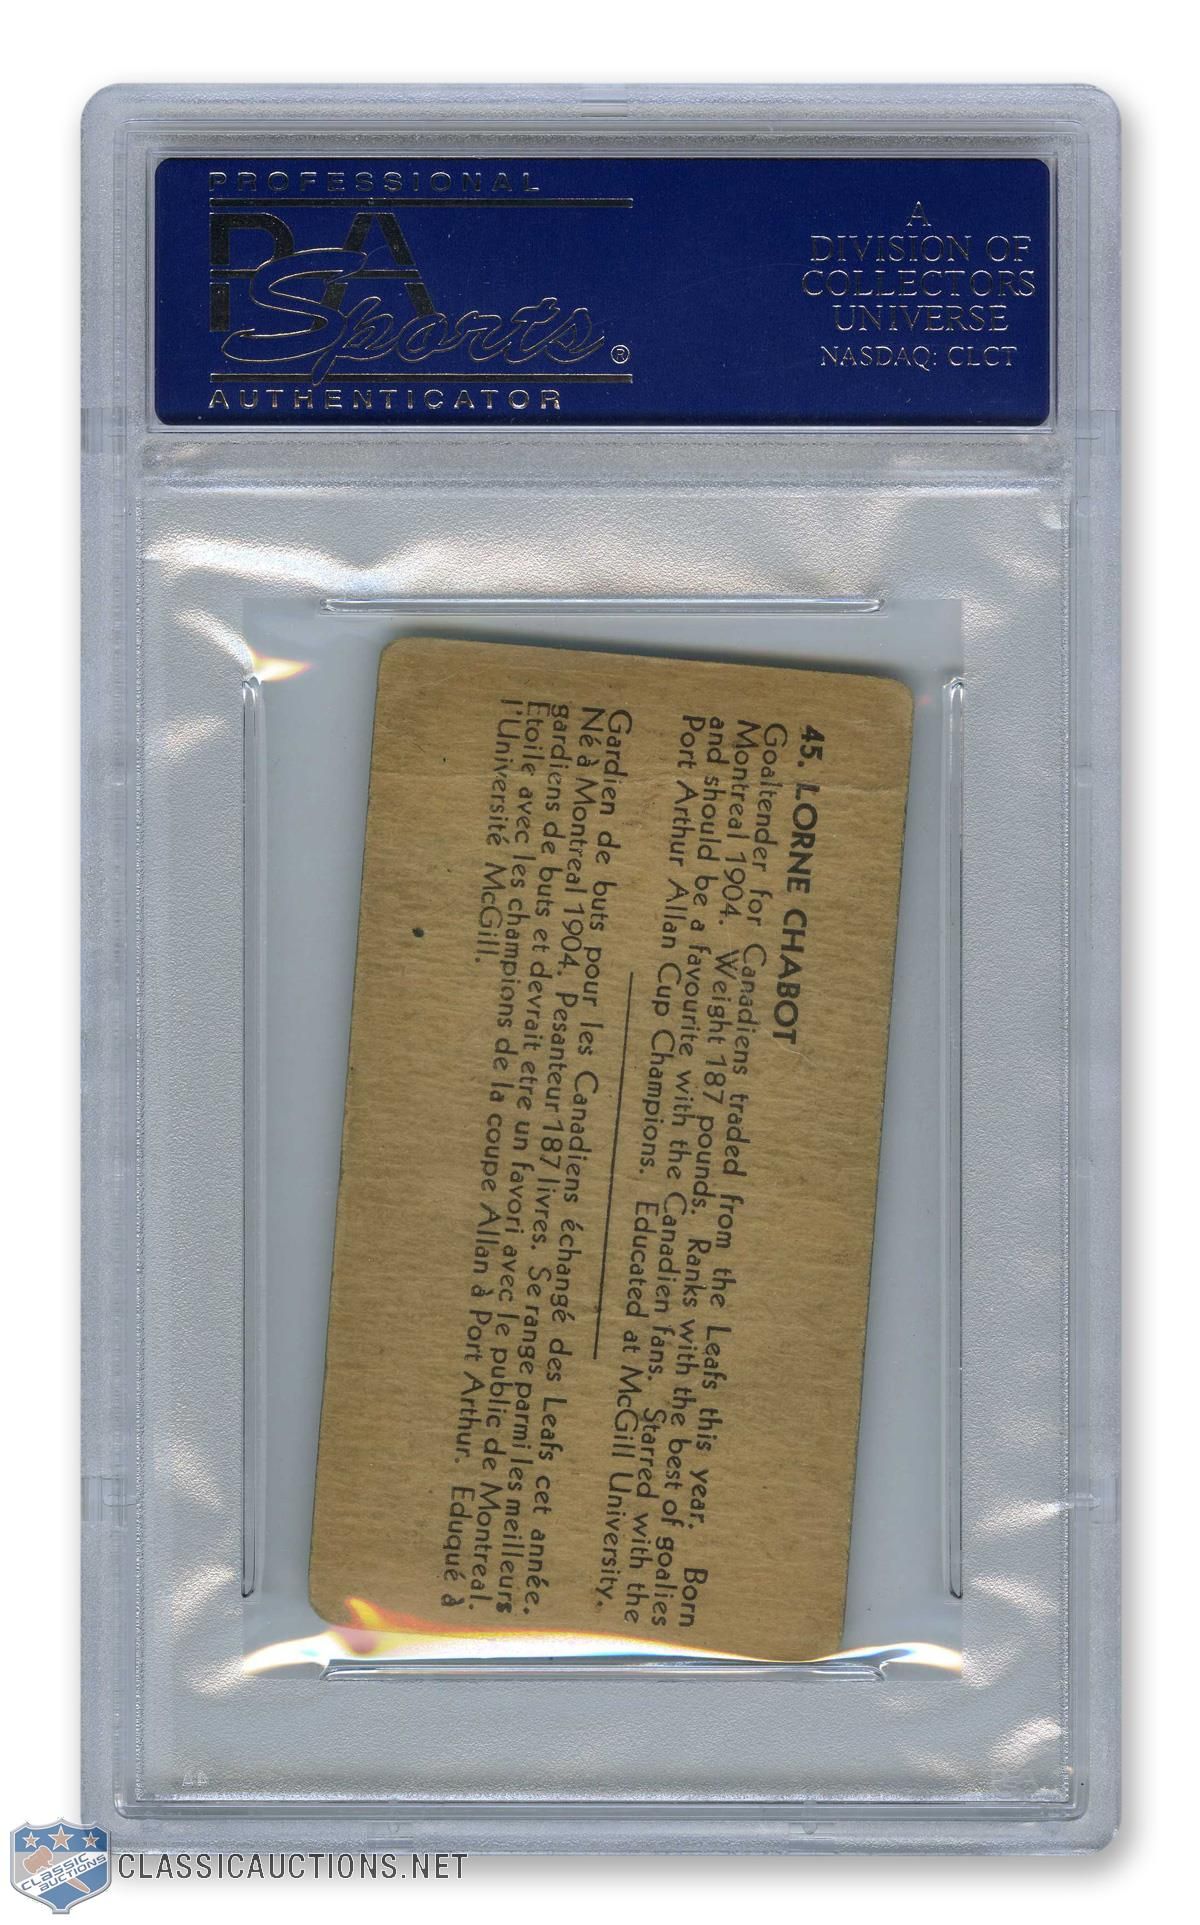 PROFESSIONAL
PSA
Sports®
AUTHENTICATOR
A
DIVISION OF
COLLECTORS
UNIVERSE
NASDAQ: CLCT
45. LORNE CHABOT
Goaltender for Canadiens traded from the Leafs this year. Born
Montreal 1904. Weight 187 pounds. Ranks with the best of goalies
and should be a favourite with the Canadien fans. Starred with the
Port Arthur Allan Cup Champions. Educated at McGill University.
Gardien de buts pour les Canadiens échangé des Leafs cet année.
Né à Montreal 1904. Pesanteur 187 livres. Se range parmi les meilleurs
gardiens de buts et devrait etre un favori avec le public de Montreal.
Etoile avec les champions de la coupe Allan à Port Arthur. Eduqué à
l'Université McGill.
CLASSIC
AUCTIONS
CLASSICAUCTIONS.NET